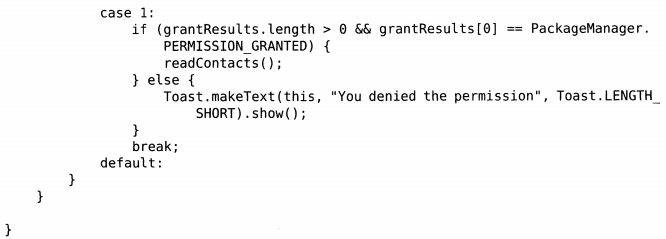 case 1:
if (grantResults.length > 0 && grantResults[0] == PackageManager.
PERMISSION_GRANTED) {
readContacts();
} else {
Toast.makeText(this, "You denied the permission", Toast.LENGTH_
SHORT).show();
}
break;
default:
}
}
}